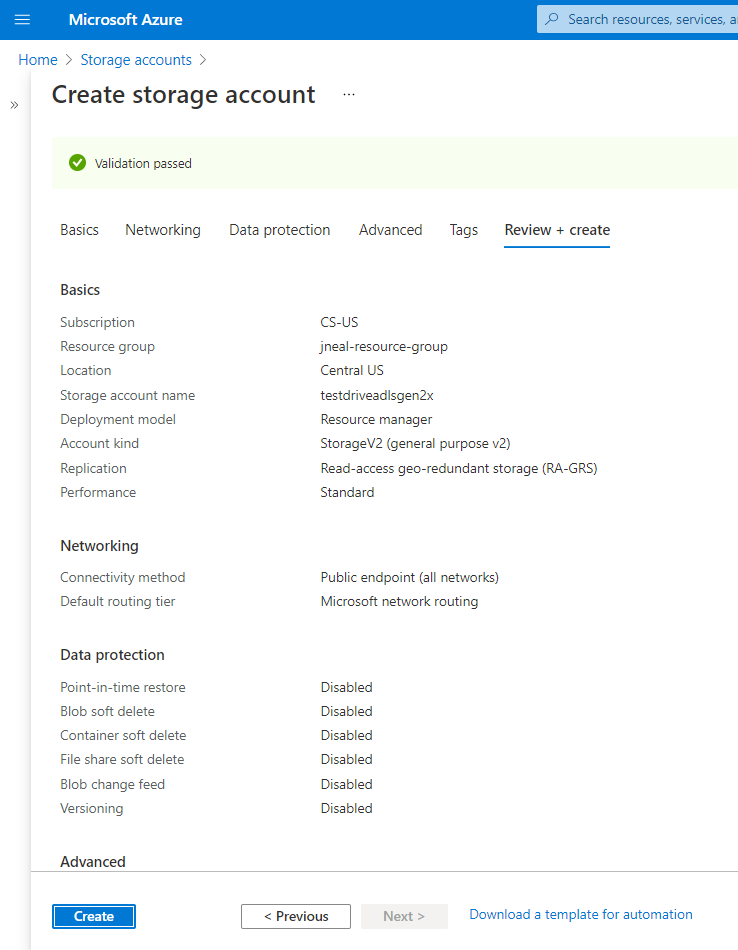 Microsoft Azure
Search resources, services, a
Home > Storage accounts >
»
Create storage account ...
Validation passed
Basics Networking Data protection Advanced Tags Review + create
Basics
Subscription CS-US
Resource group jneal-resource-group
Location Central US
Storage account name testdriveadlsgen2x
Deployment model Resource manager
Account kind StorageV2 (general purpose v2)
Replication Read-access geo-redundant storage (RA-GRS)
Performance Standard
Networking
Connectivity method Public endpoint (all networks)
Default routing tier Microsoft network routing
Data protection
Point-in-time restore Disabled
Blob soft delete Disabled
Container soft delete Disabled
File share soft delete Disabled
Blob change feed Disabled
Versioning Disabled
Advanced
Create < Previous Next > Download a template for automation